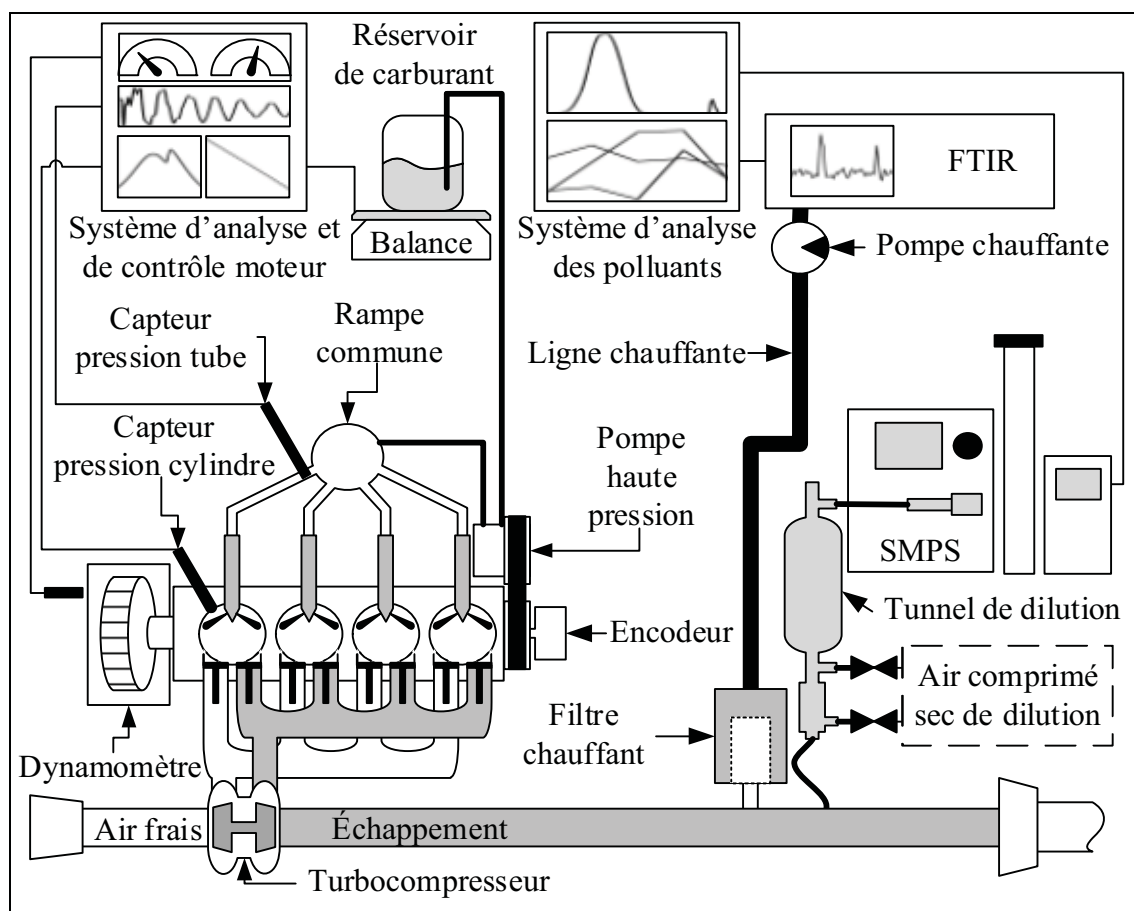 Réservoir
de carburant
Système d'analyse et
de contrôle moteur
Balance
Système d'analyse
des polluants
FTIR
Pompe chauffante
Capteur
pression tube
Rampe
commune
Ligne chauffante
Capteur
pression cylindre
Pompe
haute
pression
SMPS
Tunnel de dilution
Encodeur
Air comprimé
sec de dilution
Filtre
chauffant
Dynamomètre
Air frais
Échappement
Turbocompresseur